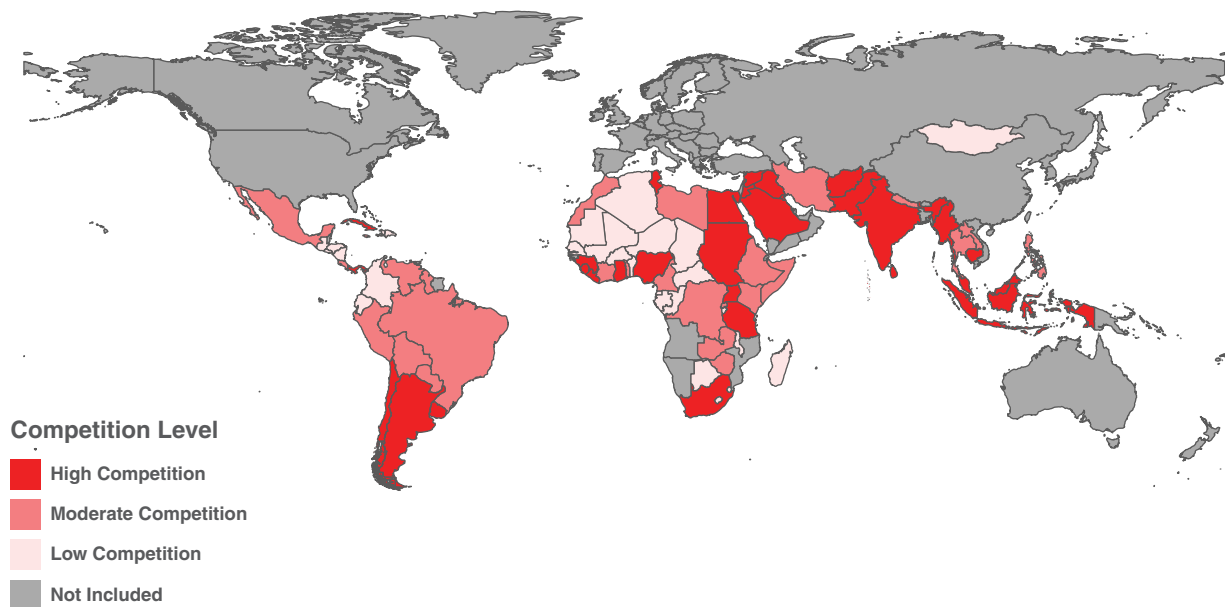 Competition Level
High Competition
Moderate Competition
Low Competition
Not Included